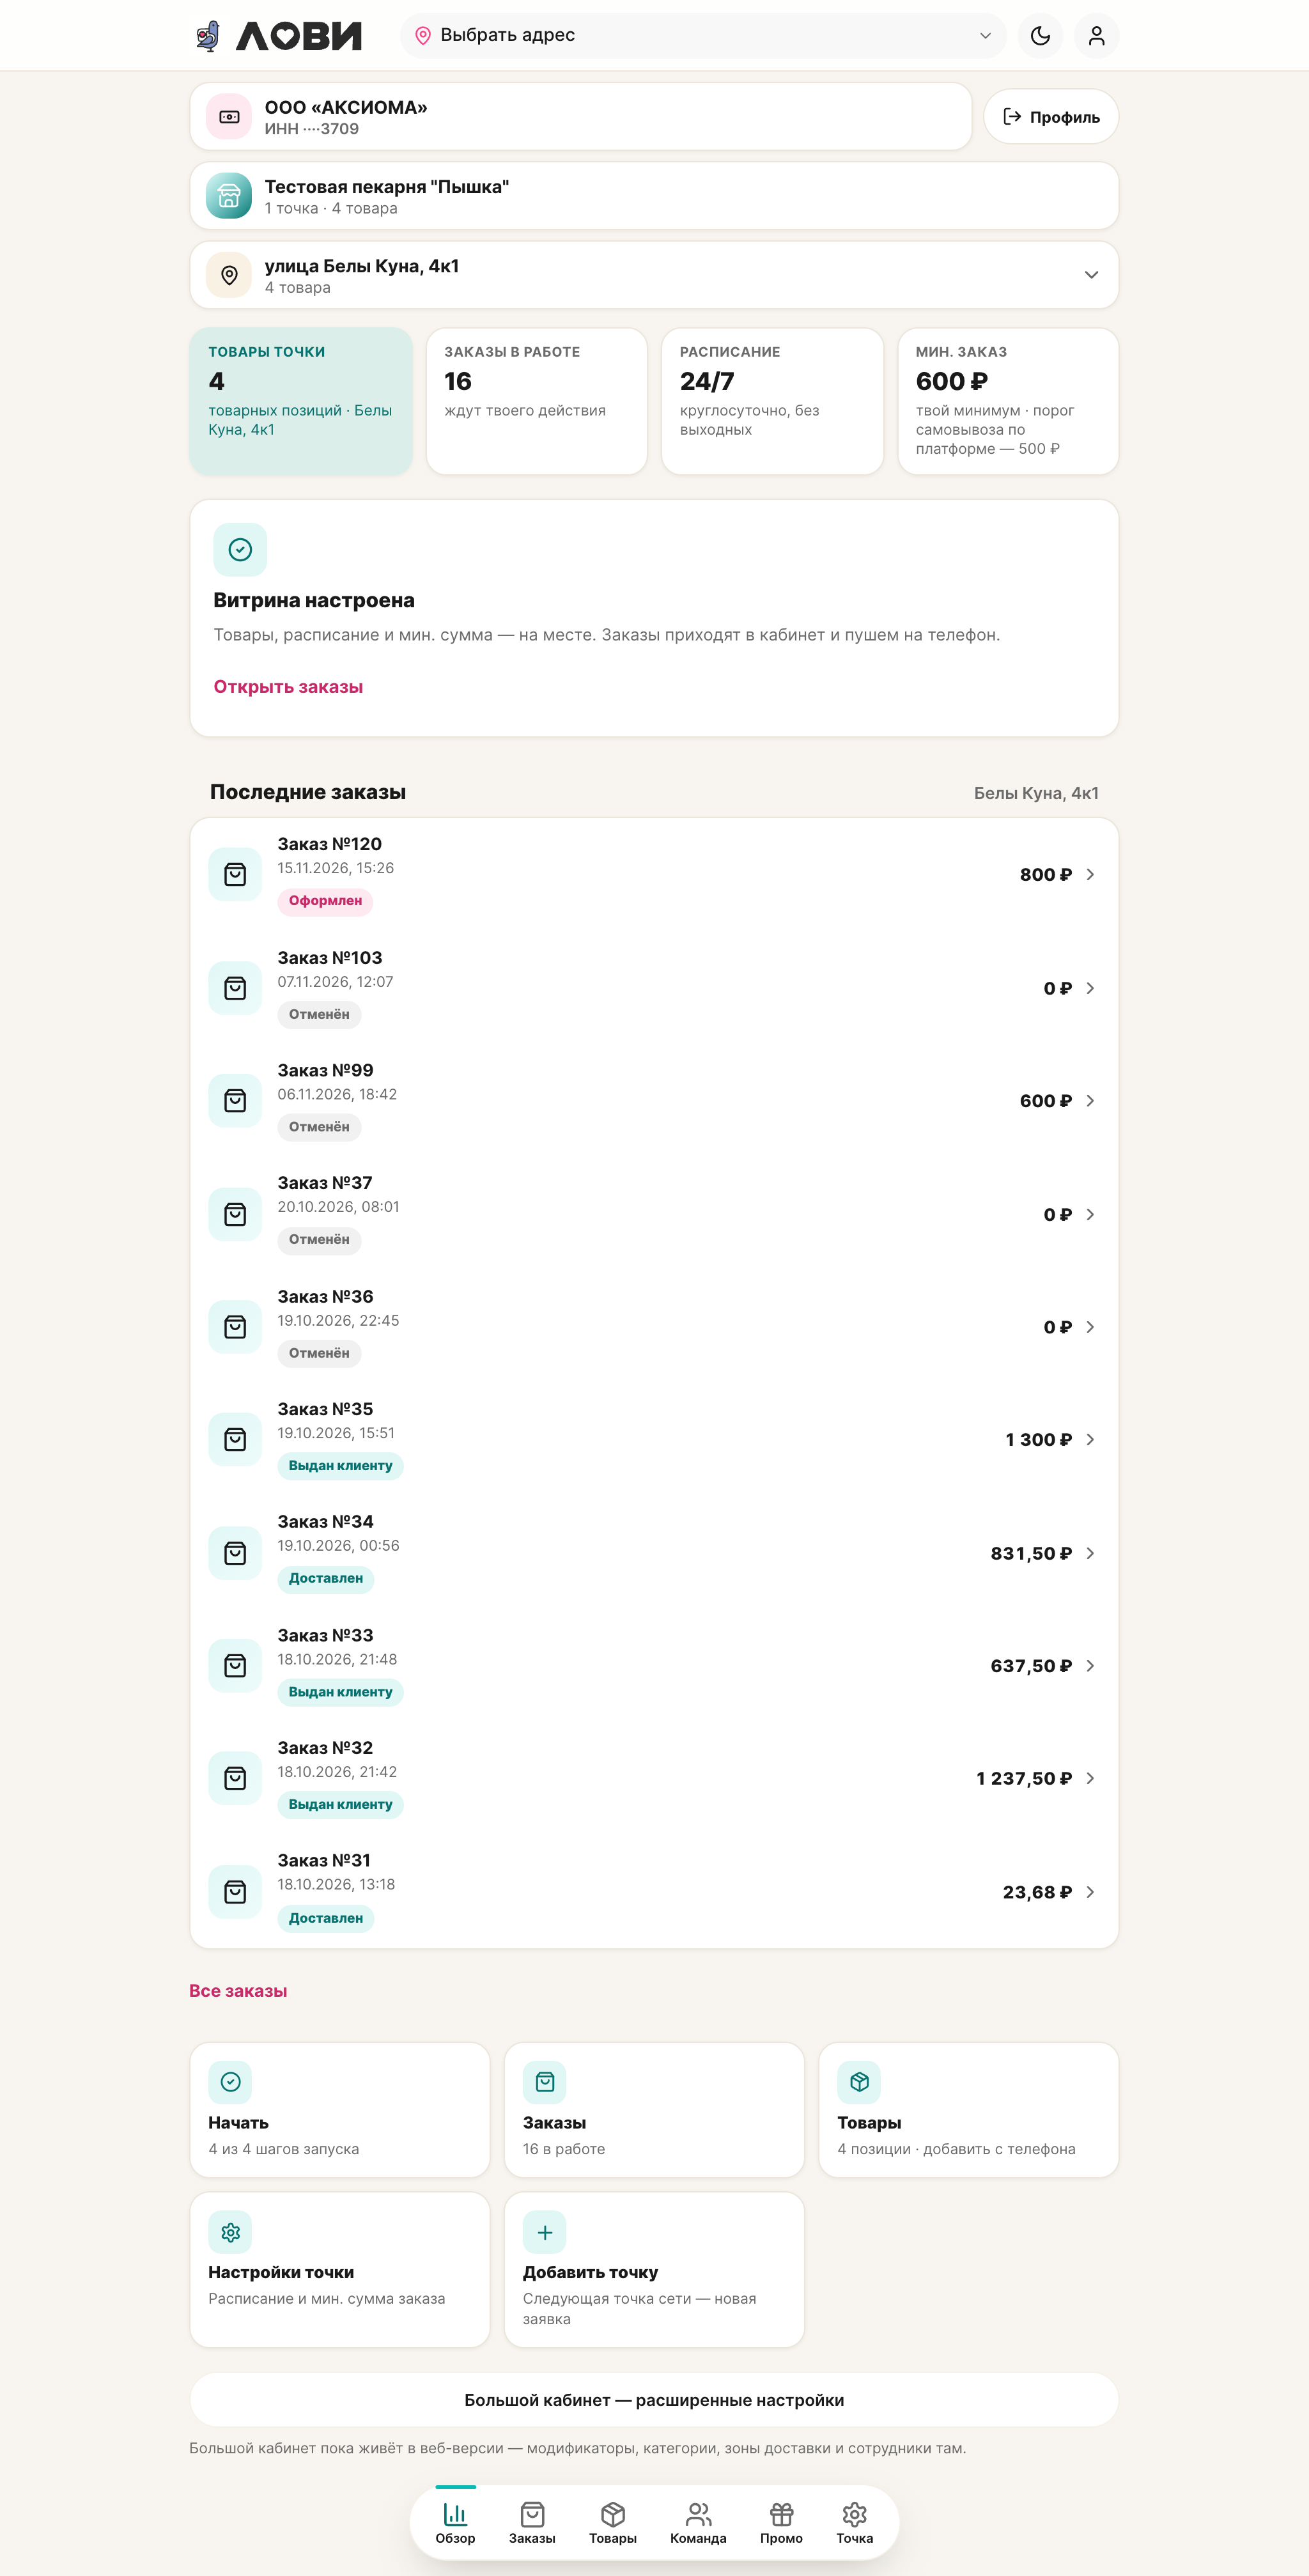 ЛОВИ
Выбрать адрес
ООО «АКСИОМА»
ИНН ····3709
Профиль
Тестовая пекарня "Пышка"
1 точка · 4 товара
улица Белы Куна, 4к1
4 товара
ТОВАРЫ ТОЧКИ
4
товарных позиций · Белы
Куна, 4к1
ЗАКАЗЫ В РАБОТЕ
16
ждут твоего действия
РАСПИСАНИЕ
24/7
круглосуточно, без
выходных
МИН. ЗАКАЗ
600 ₽
твой минимум · порог
самовывоза по
платформе — 500 ₽
Витрина настроена
Товары, расписание и мин. сумма — на месте. Заказы приходят в кабинет и пушем на телефон.
Открыть заказы
Последние заказы
Белы Куна, 4к1
Заказ №120
15.11.2026, 15:26
Оформлен
800 ₽
Заказ №103
07.11.2026, 12:07
Отменён
0 ₽
Заказ №99
06.11.2026, 18:42
Отменён
600 ₽
Заказ №37
20.10.2026, 08:01
Отменён
0 ₽
Заказ №36
19.10.2026, 22:45
Отменён
0 ₽
Заказ №35
19.10.2026, 15:51
Выдан клиенту
1 300 ₽
Заказ №34
19.10.2026, 00:56
Доставлен
831,50 ₽
Заказ №33
18.10.2026, 21:48
Выдан клиенту
637,50 ₽
Заказ №32
18.10.2026, 21:42
Выдан клиенту
1 237,50 ₽
Заказ №31
18.10.2026, 13:18
Доставлен
23,68 ₽
Все заказы
Начать
4 из 4 шагов запуска
Заказы
16 в работе
Товары
4 позиции · добавить с телефона
Настройки точки
Расписание и мин. сумма заказа
Добавить точку
Следующая точка сети — новая
заявка
Большой кабинет — расширенные настройки
Большой кабинет пока живёт в веб-версии — модификаторы, категории, зоны доставки и сотрудники там.
Обзор
Заказы
Товары
Команда
Промо
Точка